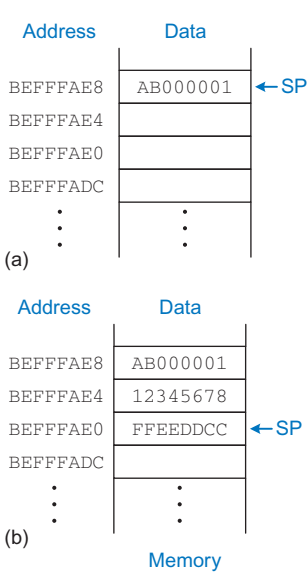 Address Data
BEFFFAE8 AB000001 SP
BEFFFAE4
BEFFFAE0
BEFFFADC
(a)
Address Data
BEFFFAE8 AB000001
BEFFFAE4 12345678
BEFFFAE0 FFEEDDCC SP
BEFFFADC
(b)
Memory